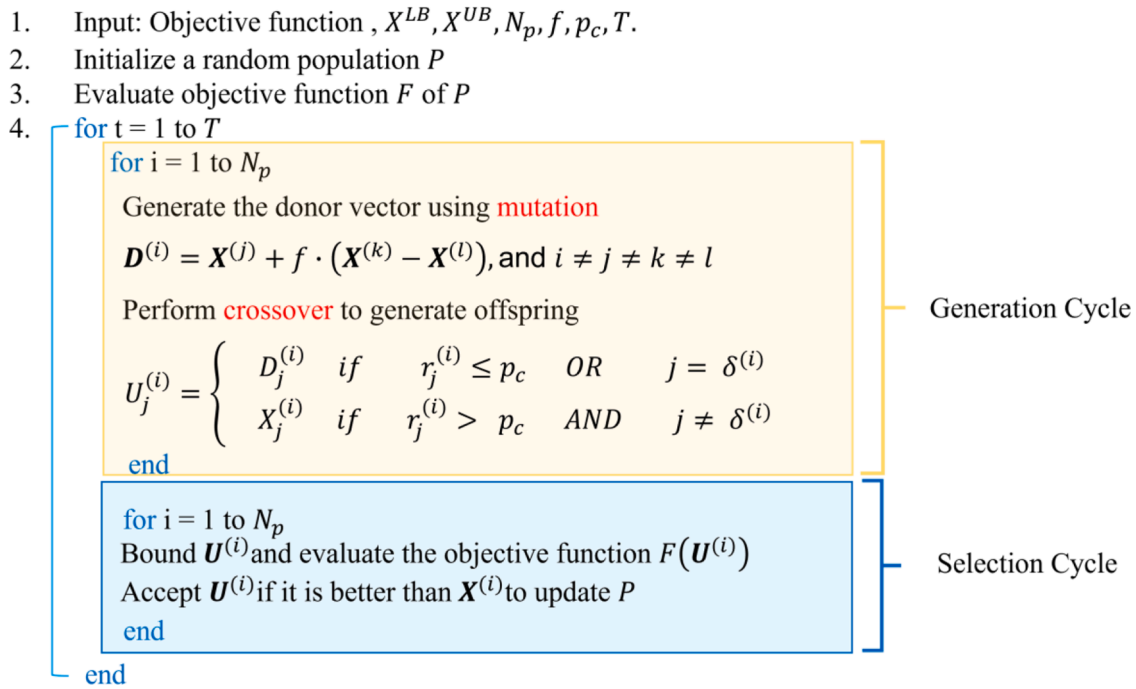 1. Input: Objective function , X^{LB}, X^{UB}, N_p, f, p_c, T.
2. Initialize a random population P
3. Evaluate objective function F of P
4. for t = 1 to T
for i = 1 to N_p
Generate the donor vector using mutation
D^{(i)} = X^{(j)} + f · (X^{(k)} − X^{(l)}), and i ≠ j ≠ k ≠ l
Perform crossover to generate offspring
Generation Cycle
U_j^{(i)} = { D_j^{(i)} if r_j^{(i)} ≤ p_c OR j = δ^{(i)}
X_j^{(i)} if r_j^{(i)} > p_c AND j ≠ δ^{(i)}
end
for i = 1 to N_p
Bound U^{(i)} and evaluate the objective function F(U^{(i)})
Accept U^{(i)} if it is better than X^{(i)} to update P
end
Selection Cycle
end